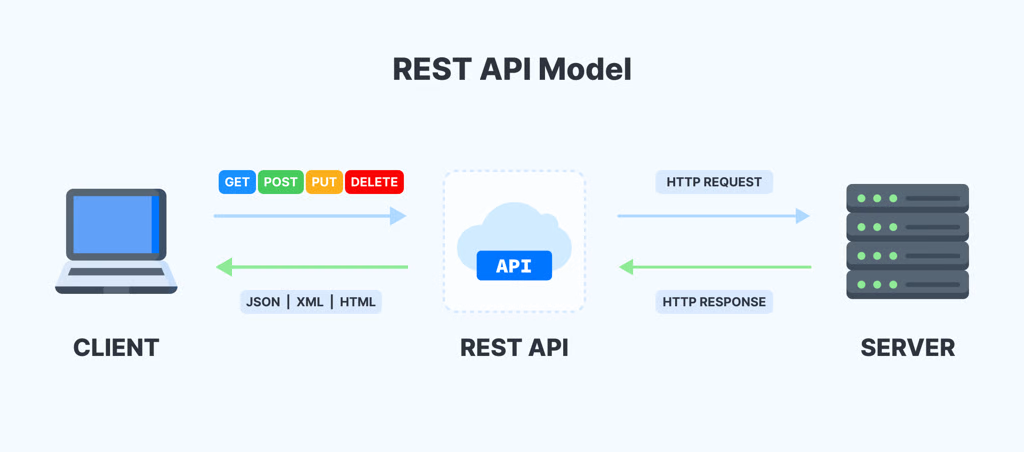 REST API Model
GET POST PUT DELETE
HTTP REQUEST
API
JSON | XML | HTML
HTTP RESPONSE
CLIENT
REST API
SERVER